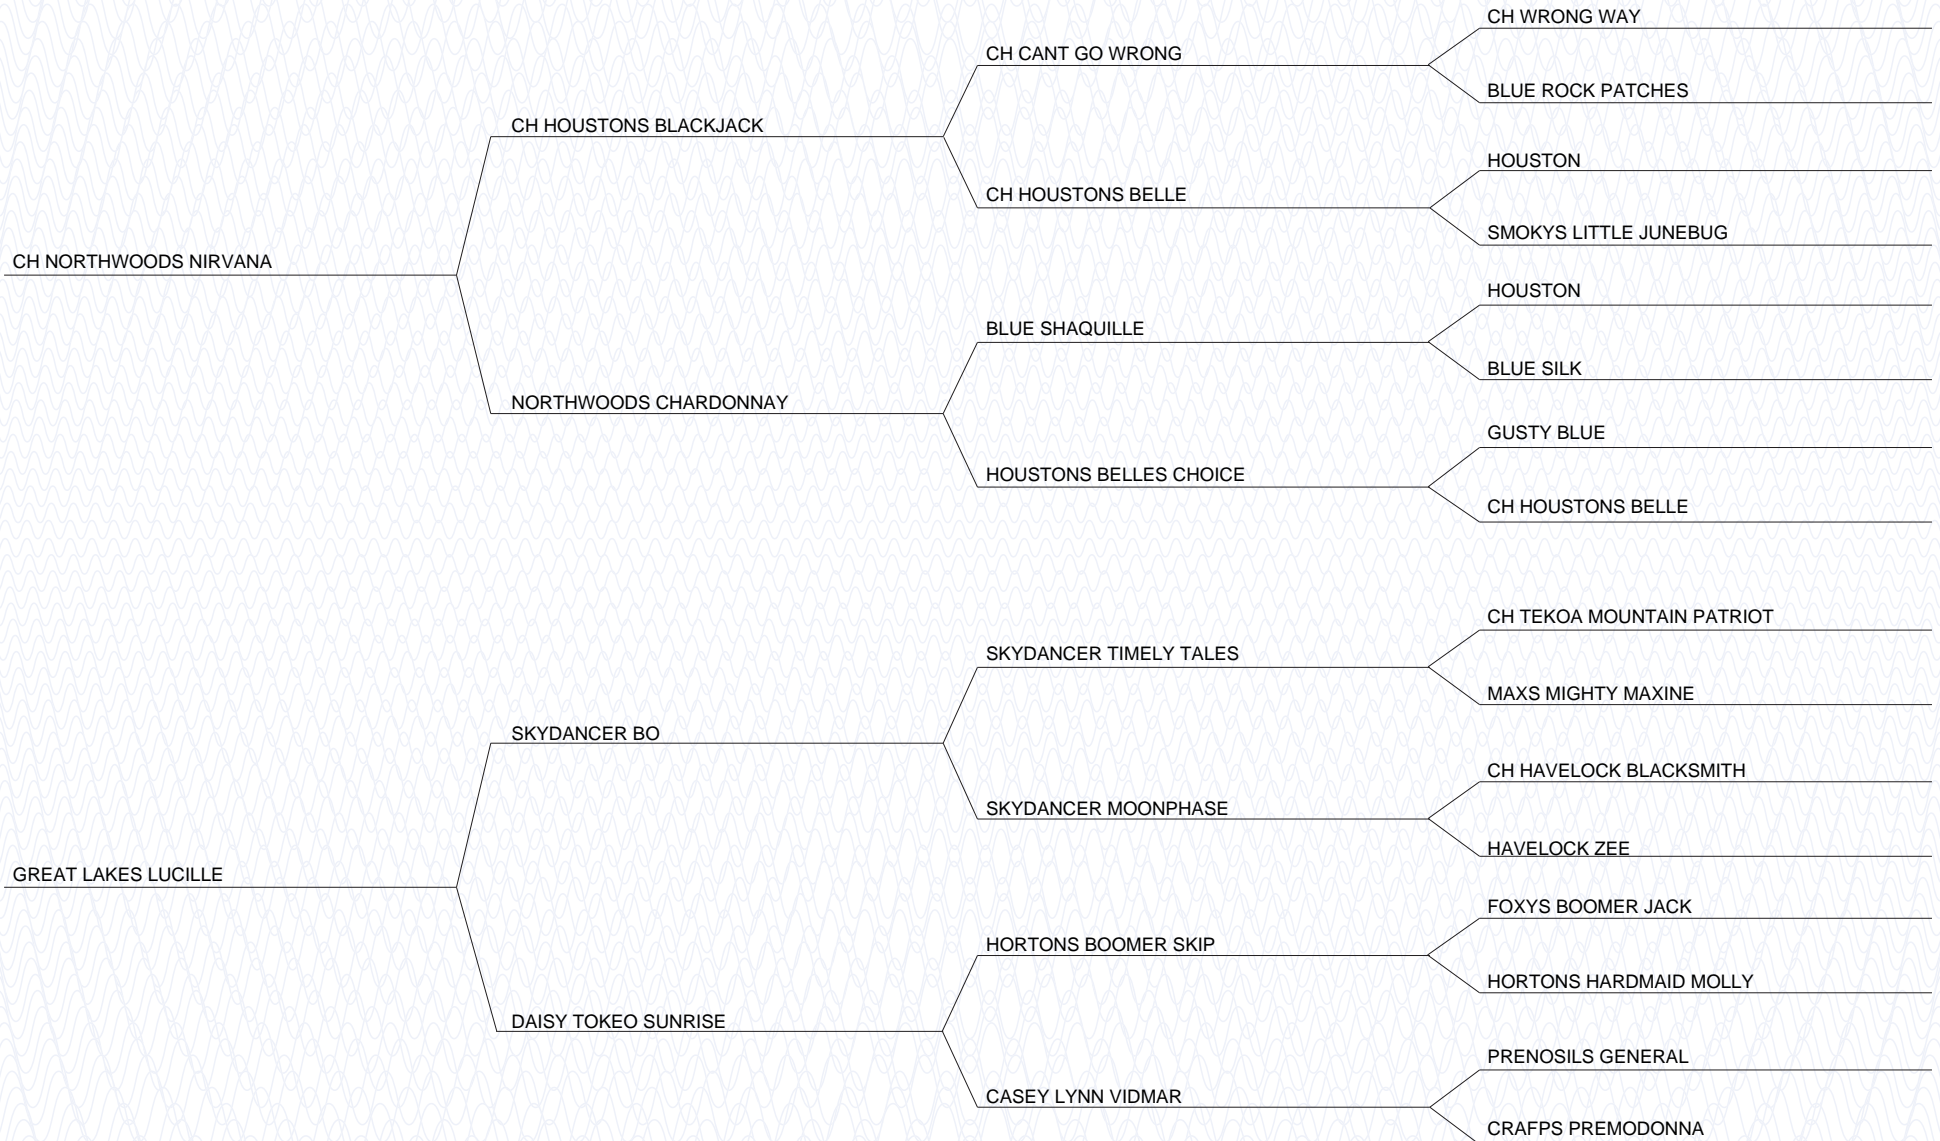 CH WRONG WAY
CH CANT GO WRONG
BLUE ROCK PATCHES
CH HOUSTONS BLACKJACK
HOUSTON
CH HOUSTONS BELLE
SMOKYS LITTLE JUNEBUG
CH NORTHWOODS NIRVANA
HOUSTON
BLUE SHAQUILLE
BLUE SILK
NORTHWOODS CHARDONNAY
GUSTY BLUE
HOUSTONS BELLES CHOICE
CH HOUSTONS BELLE
CH TEKOA MOUNTAIN PATRIOT
SKYDANCER TIMELY TALES
MAXS MIGHTY MAXINE
SKYDANCER BO
CH HAVELOCK BLACKSMITH
SKYDANCER MOONPHASE
HAVELOCK ZEE
GREAT LAKES LUCILLE
FOXYS BOOMER JACK
HORTONS BOOMER SKIP
HORTONS HARDMAID MOLLY
DAISY TOKEO SUNRISE
PRENOSILS GENERAL
CASEY LYNN VIDMAR
CRAFPS PREMODONNA